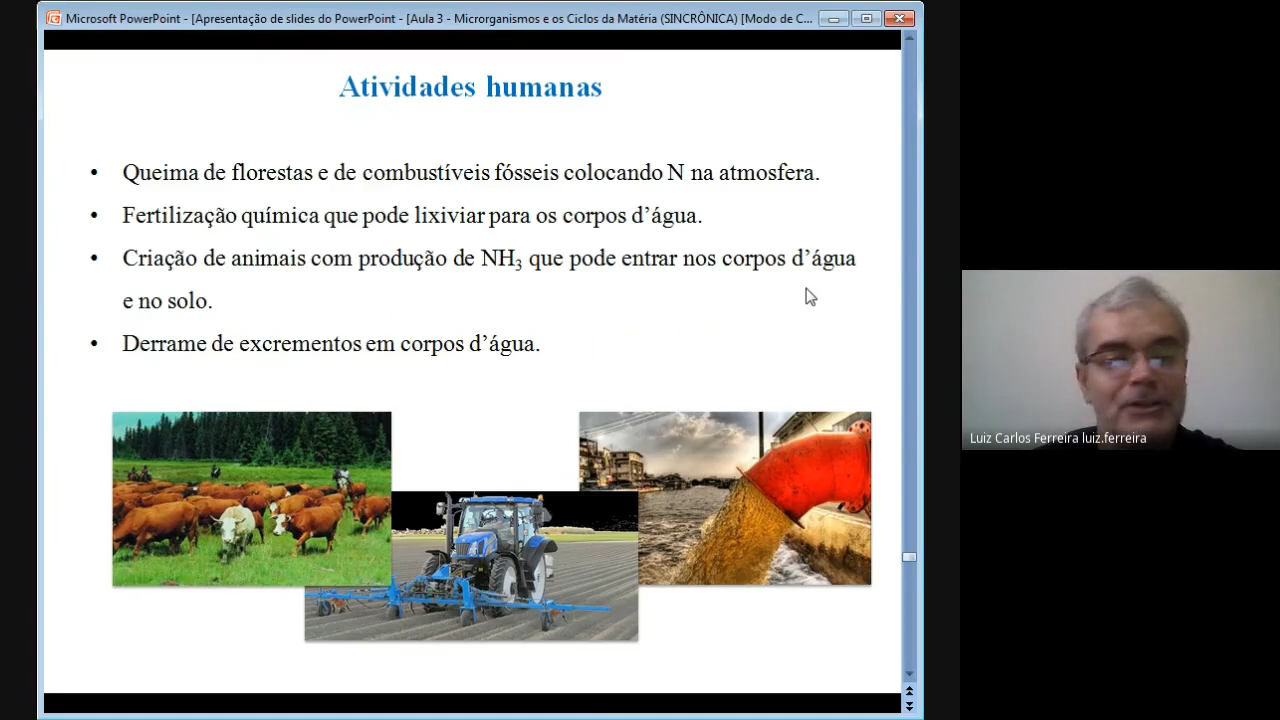 Microsoft PowerPoint - [Apresentação de slides do PowerPoint - [Aula 3 - Microrganismos e os Ciclos da Matéria (SINCRÔNICA) [Modo de C...
Atividades humanas
• Queima de florestas e de combustíveis fósseis colocando N na atmosfera.
• Fertilização química que pode lixiviar para os corpos d’água.
• Criação de animais com produção de NH₃ que pode entrar nos corpos d’água
e no solo.
• Derrame de excrementos em corpos d’água.
Luiz Carlos Ferreira luiz.ferreira